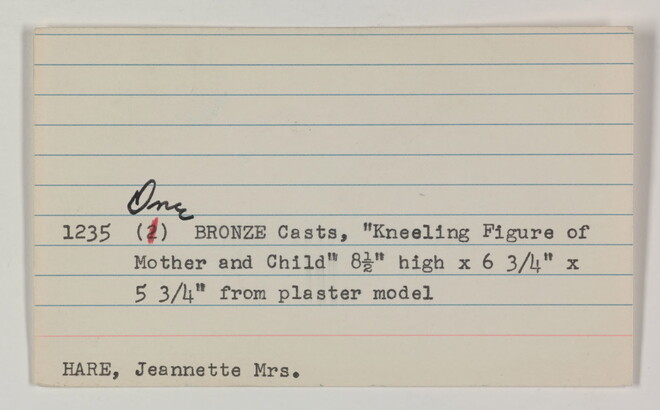 One
1235 (1) BRONZE Casts, "Kneeling Figure of
Mother and Child" 8½" high x 6 3/4" x
5 3/4" from plaster model
HARE, Jeannette Mrs.